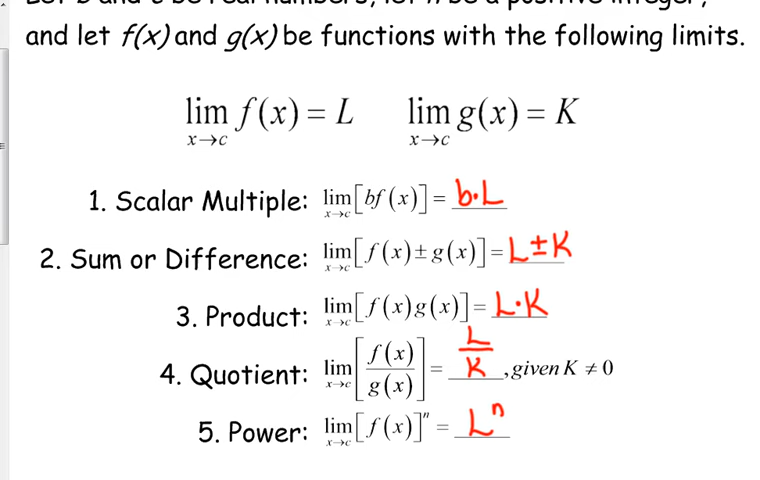 and let f(x) and g(x) be functions with the following limits.
lim x→c f(x) = L lim x→c g(x) = K
1. Scalar Multiple: lim x→c [bf(x)] = b·L
2. Sum or Difference: lim x→c [f(x) ± g(x)] = L±K
3. Product: lim x→c [f(x)g(x)] = L·K
4. Quotient: lim x→c [f(x)/g(x)] = L/K , given K ≠ 0
5. Power: lim x→c [f(x)]ⁿ = Lⁿ